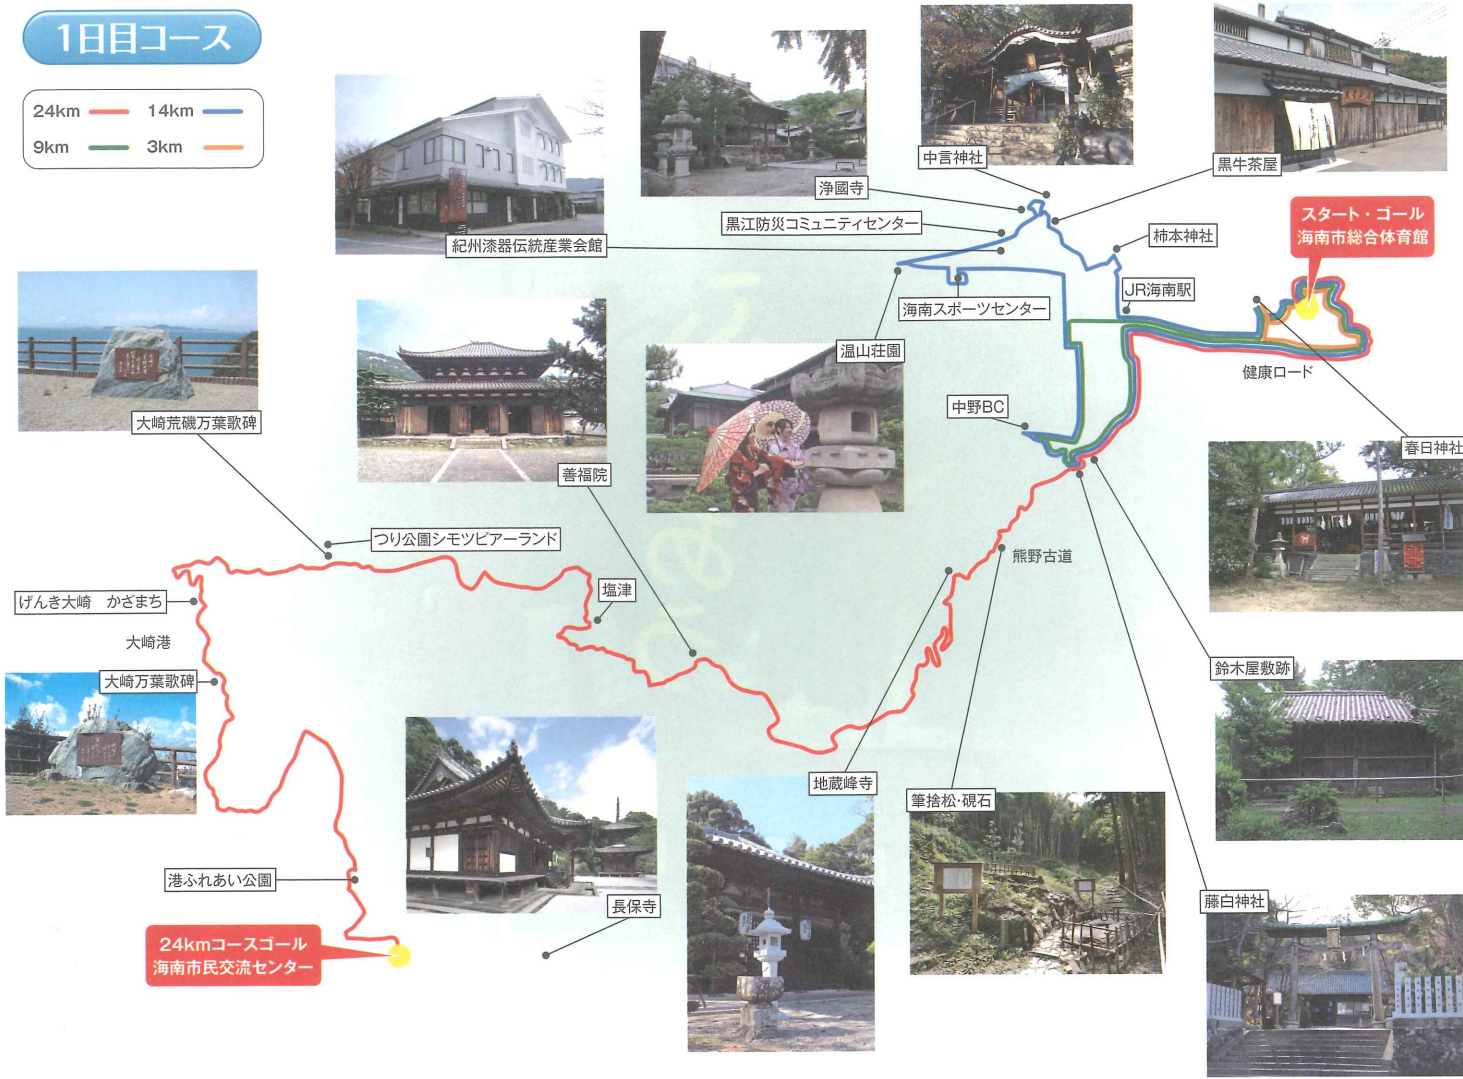 1日目コース
24km 14km
9km 3km
中言神社
黒牛茶屋
浄國寺
黒江防災コミュニティセンター
紀州漆器伝統産業会館
柿本神社
スタート・ゴール
海南市総合体育館
JR海南駅
海南スポーツセンター
温山荘園
健康ロード
中野BC
春日神社
大崎荒磯万葉歌碑
善福院
つり公園シモツピアーランド
熊野古道
塩津
げんき大崎 かざまち
大崎港
大崎万葉歌碑
鈴木屋敷跡
地蔵峰寺
筆捨松・硯石
港ふれあい公園
長保寺
藤白神社
24kmコースゴール
海南市民交流センター